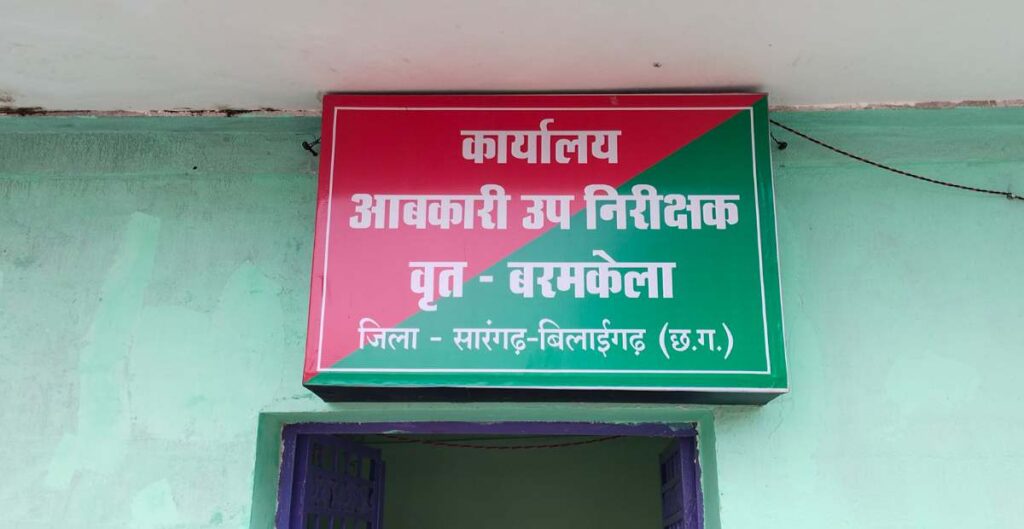 कार्यालय
आबकारी उप निरीक्षक
वृत - बरमकेला
जिला - सारंगढ़-बिलाईगढ़ (छ.ग.)